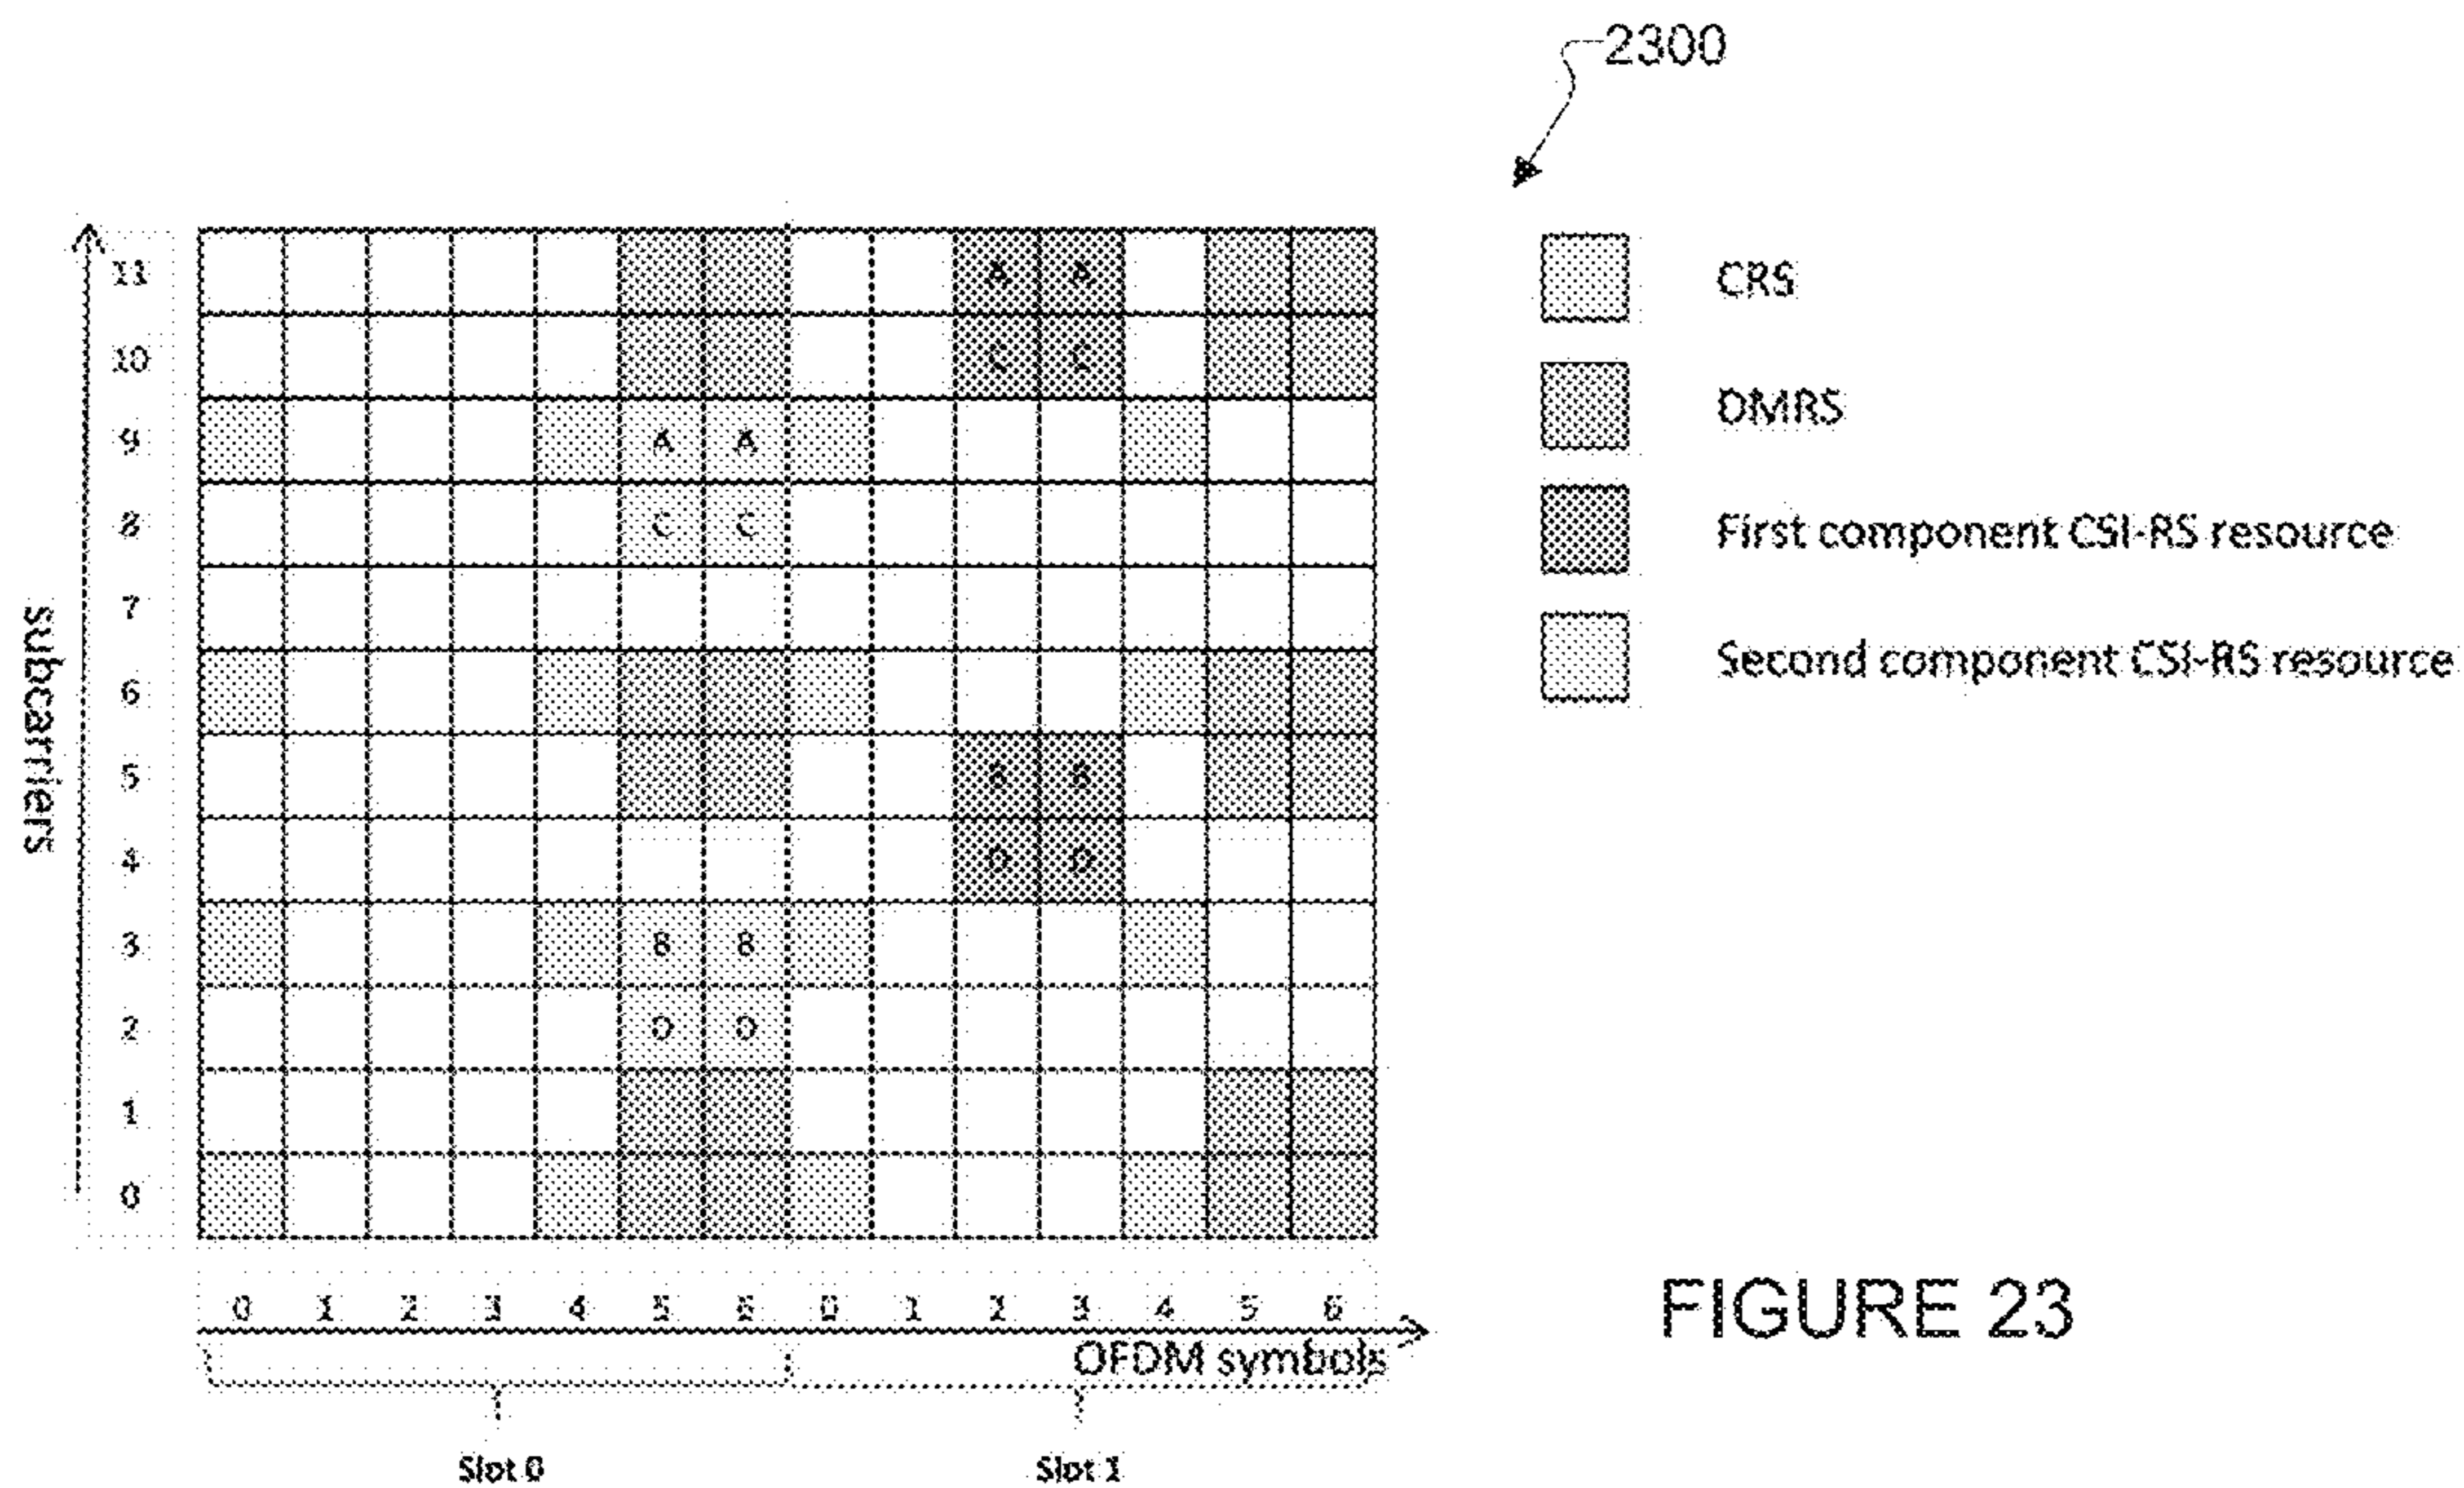 2300
CRS
DMRS
First component CSI-RS resource
Second component CSI-RS resource
subcarriers
11 A A
10 C C
9 A A
8 C C
7
6
5 B B
4 D D
3 B B
2 D D
1
0
0 1 2 3 4 5 6 0 1 2 3 4 5 6
OFDM symbols
Slot 0 Slot 1
FIGURE 23